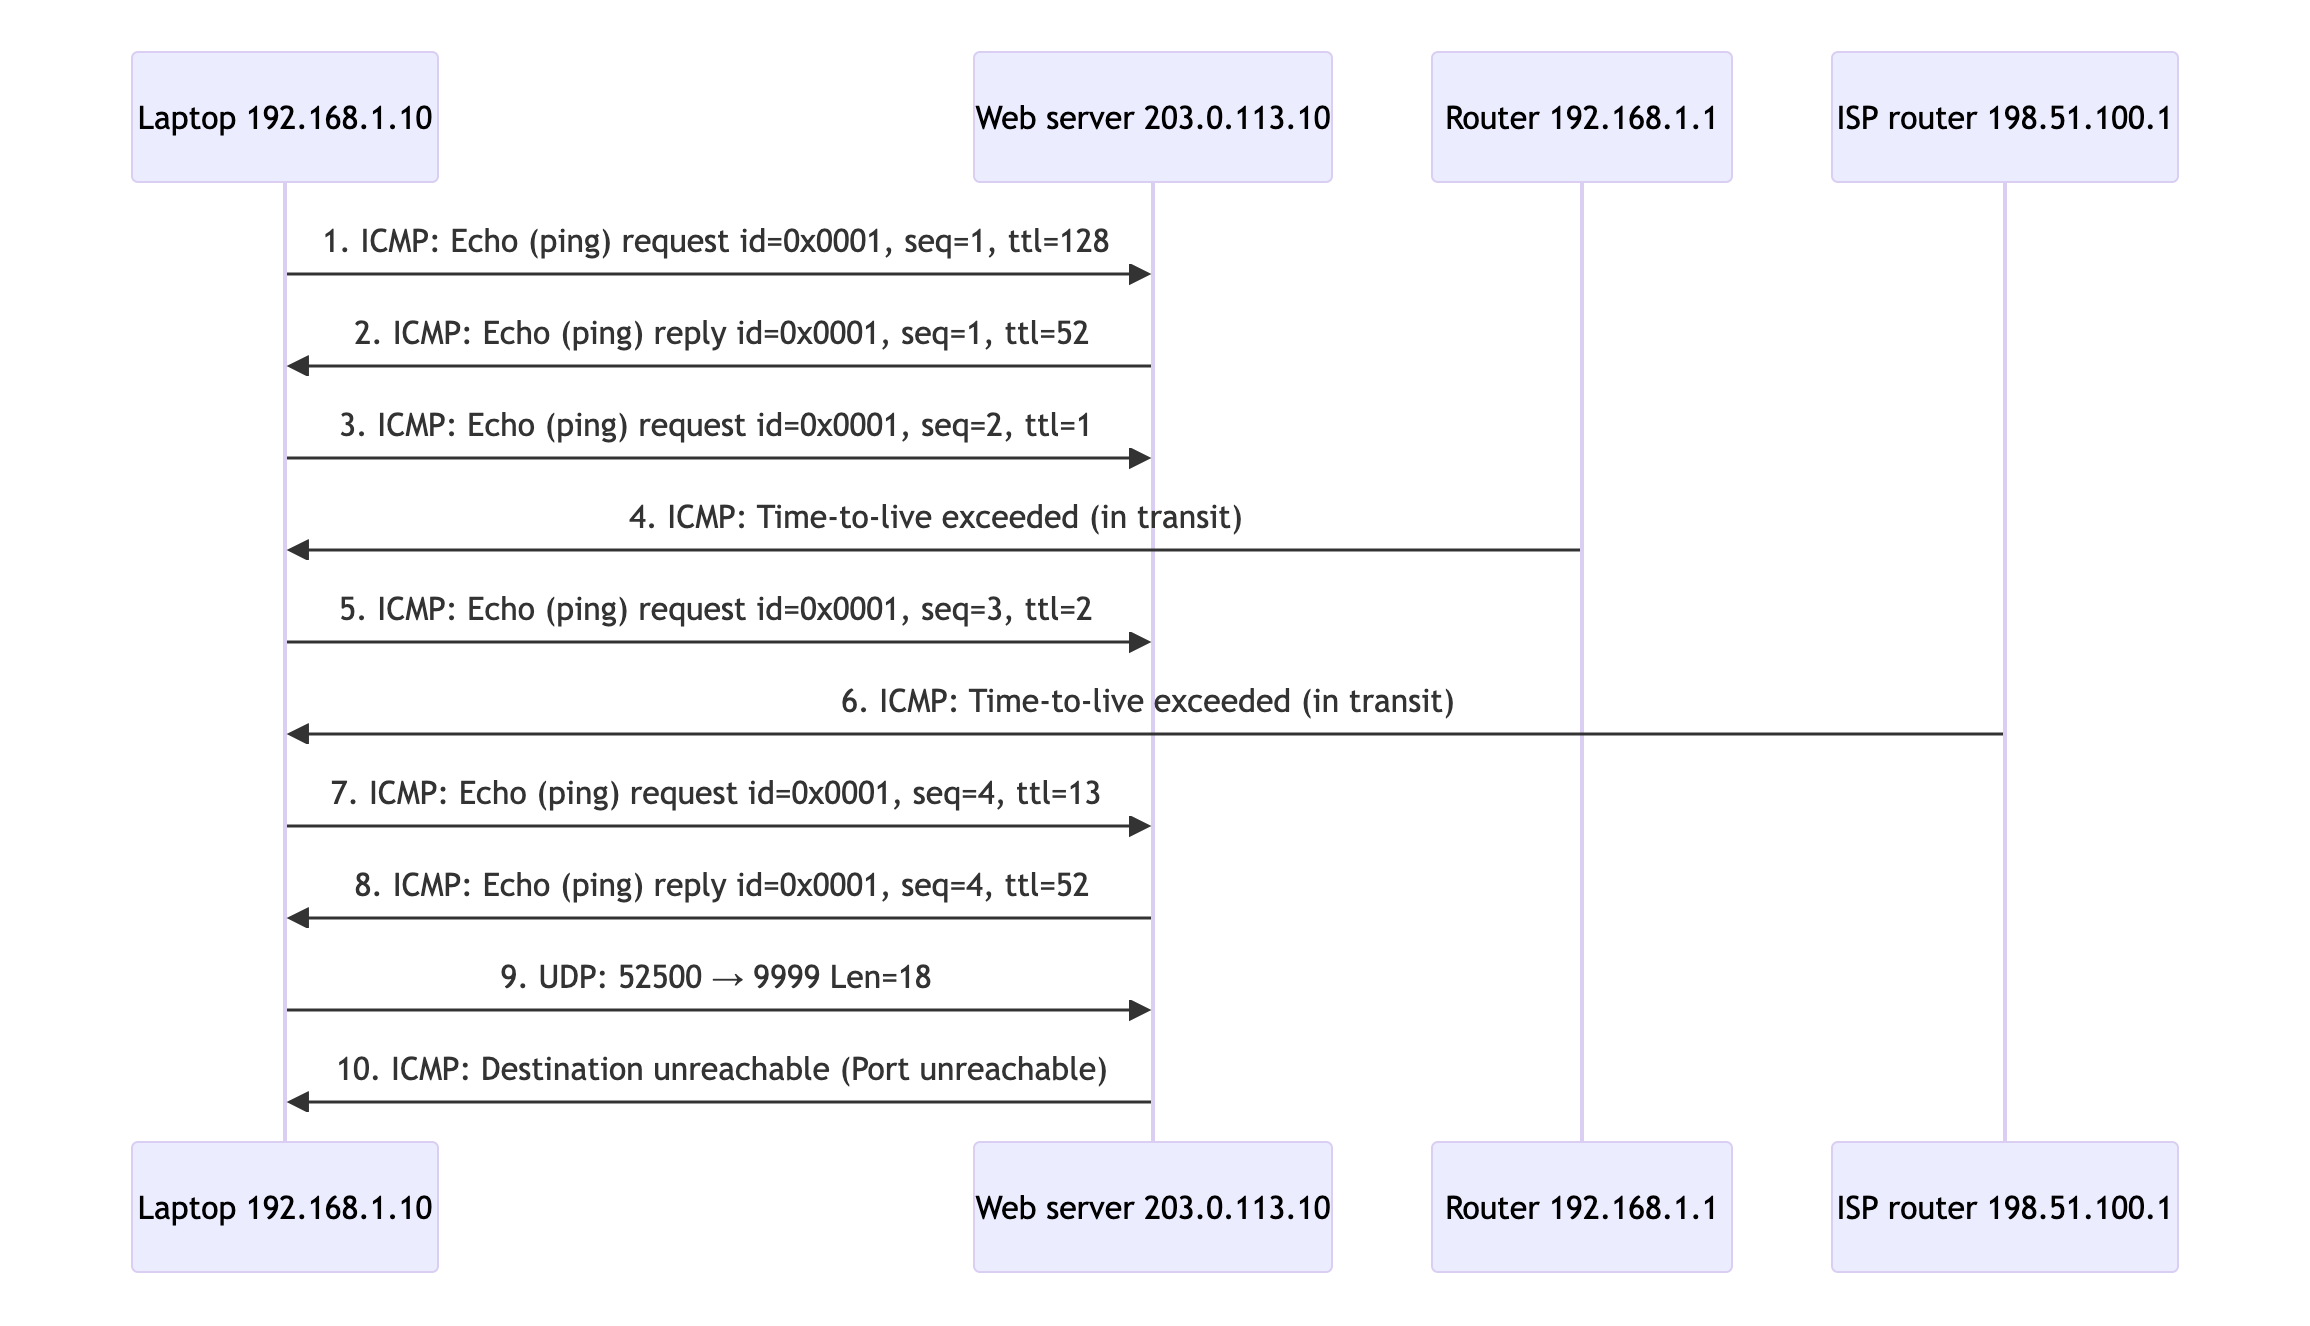 Laptop 192.168.1.10
Web server 203.0.113.10
Router 192.168.1.1
ISP router 198.51.100.1
1. ICMP: Echo (ping) request id=0x0001, seq=1, ttl=128
2. ICMP: Echo (ping) reply id=0x0001, seq=1, ttl=52
3. ICMP: Echo (ping) request id=0x0001, seq=2, ttl=1
4. ICMP: Time-to-live exceeded (in transit)
5. ICMP: Echo (ping) request id=0x0001, seq=3, ttl=2
6. ICMP: Time-to-live exceeded (in transit)
7. ICMP: Echo (ping) request id=0x0001, seq=4, ttl=13
8. ICMP: Echo (ping) reply id=0x0001, seq=4, ttl=52
9. UDP: 52500 → 9999 Len=18
10. ICMP: Destination unreachable (Port unreachable)
Laptop 192.168.1.10
Web server 203.0.113.10
Router 192.168.1.1
ISP router 198.51.100.1